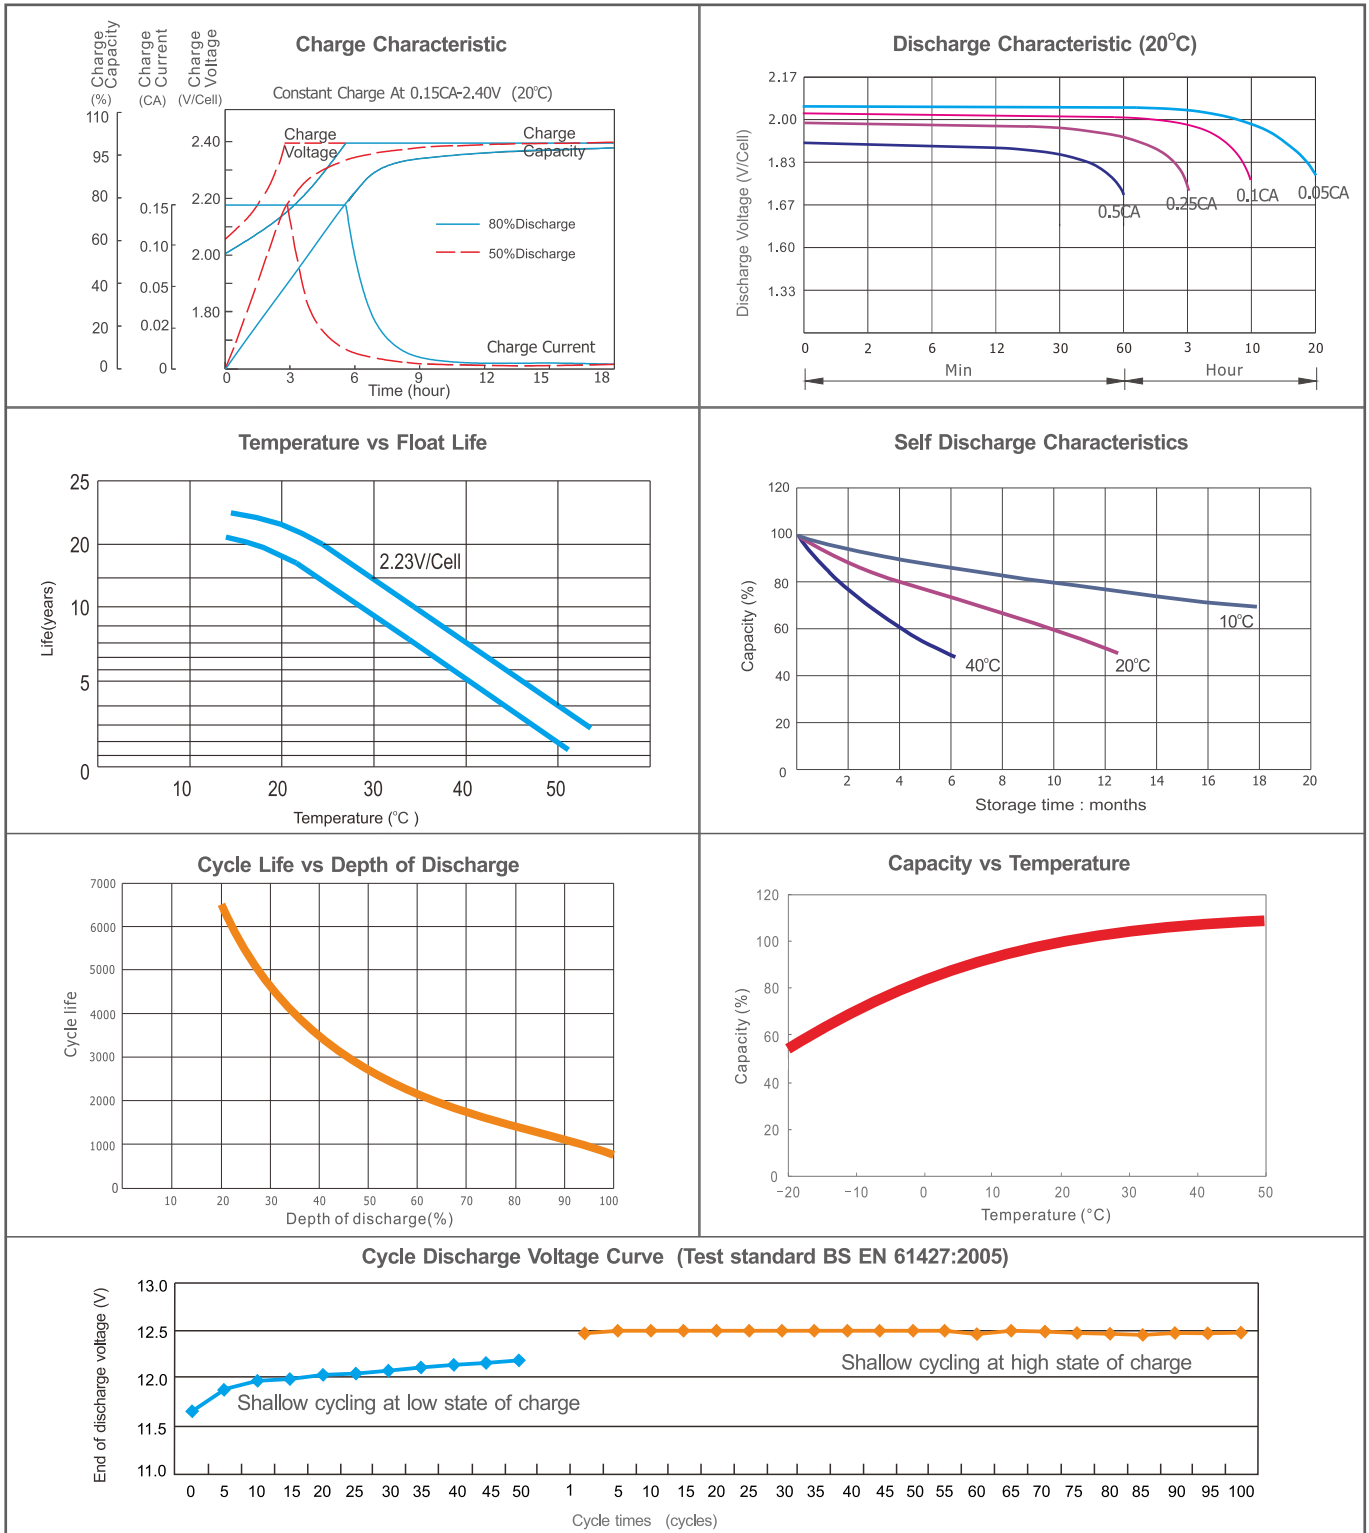 Charge Characteristic
Charge Capacity
Charge Current
Charge Voltage
(%) (CA) (V/Cell)
Constant Charge At 0.15CA-2.40V (20°C)
110
95
80
60
40
20
0
0.15
0.10
0.05
0.02
0
2.40
2.20
2.00
1.80
Charge Voltage
Charge Capacity
80%Discharge
50%Discharge
Charge Current
0 3 6 9 12 15 18
Time (hour)
Discharge Characteristic (20°C)
Discharge Voltage (V/Cell)
2.17
2.00
1.83
1.67
1.60
1.33
0.5CA 0.25CA 0.1CA 0.05CA
0 2 6 12 30 60 3 10 20
Min Hour
Temperature vs Float Life
Life(years)
25
20
10
5
0
2.23V/Cell
10 20 30 40 50
Temperature (°C )
Self Discharge Characteristics
Capacity (%)
120
100
80
60
40
20
0
10°C
20°C
40°C
2 4 6 8 10 12 14 16 18 20
Storage time : months
Cycle Life vs Depth of Discharge
Cycle life
7000
6000
5000
4000
3000
2000
1000
0
10 20 30 40 50 60 70 80 90 100
Depth of discharge(%)
Capacity vs Temperature
Capacity (%)
120
100
80
60
40
20
0
−20 −10 0 10 20 30 40 50
Temperature (°C)
Cycle Discharge Voltage Curve (Test standard BS EN 61427:2005)
End of discharge voltage (V)
13.0
12.5
12.0
11.5
11.0
Shallow cycling at low state of charge
Shallow cycling at high state of charge
0 5 10 15 20 25 30 35 40 45 50 1 5 10 15 20 25 30 35 40 45 50 55 60 65 70 75 80 85 90 95 100
Cycle times (cycles)